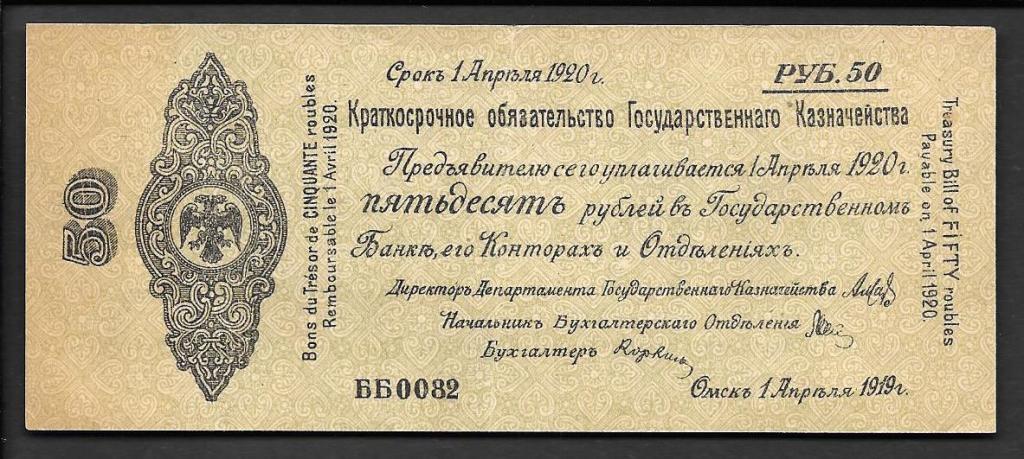 50
Bons du Trésor de CINQUANTE roubles
Remboursable le 1 Avril 1920.
Срокъ 1 Апрѣля 1920 г.
РУБ. 50
Краткосрочное обязательство Государственнаго Казначейства
Предъявителю сего уплачивается 1 Апрѣля 1920 г.
пятьдесятъ рублей въ Государственномъ
Банкѣ, его Конторахъ и Отдѣленіяхъ.
Директоръ Департамента Государственнаго Казначейства
Начальникъ Бухгалтерскаго Отдѣленія
Бухгалтеръ
ББ0082
Омскъ 1 Апрѣля 1919 г.
Treasury Bill of FIFTY roubles
Payable on, 1 April 1920.